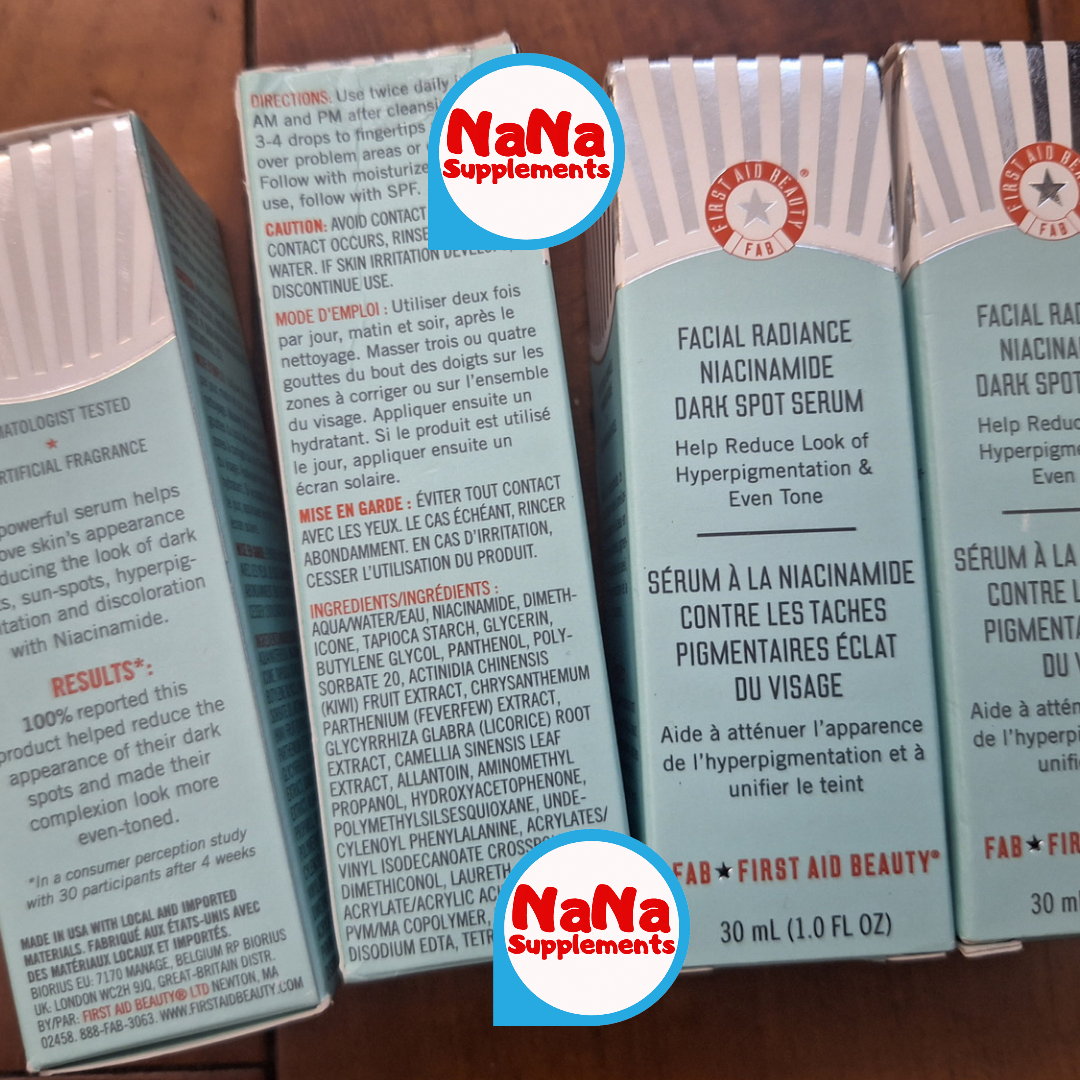 MATOLOGIST TESTED
*
ARTIFICIAL FRAGRANCE
powerful serum helps
skin's appearance
ducing the look of dark
sun-spots, hyperpig-
and discoloration
with Niacinamide.
RESULTS*:
100% reported this
product helped reduce the
appearance of their dark
spots and made their
complexion look more
even-toned.
*In a consumer perception study
with 30 participants after 4 weeks
MADE IN USA WITH LOCAL AND IMPORTED
MATERIALS. FABRIQUÉ AUX ÉTATS-UNIS AVEC
DES MATÉRIAUX LOCAUX ET IMPORTÉS.
BIORIUS EU: 7170 MANAGE, BELGIUM RP BIORIUS
UK: LONDON WC2H 9JQ, GREAT-BRITAIN DISTR.
BY/PAR: FIRST AID BEAUTY® LTD NEWTON, MA
02458. 888-FAB-3063. WWW.FIRSTAIDBEAUTY.COM
DIRECTIONS: Use twice daily
AM and PM after cleansi
3-4 drops to fingertips
over problem areas or
Follow with moisturize
use, follow with SPF.
CAUTION: AVOID CONTACT
CONTACT OCCURS, RINSE
WATER. IF SKIN IRRITATION DEVELOPS,
DISCONTINUE USE.
MODE D'EMPLOI : Utiliser deux fois
par jour, matin et soir, après le
nettoyage. Masser trois ou quatre
gouttes du bout des doigts sur les
zones à corriger ou sur l'ensemble
du visage. Appliquer ensuite un
hydratant. Si le produit est utilisé
le jour, appliquer ensuite un
écran solaire.
MISE EN GARDE : ÉVITER TOUT CONTACT
AVEC LES YEUX. LE CAS ÉCHÉANT, RINCER
ABONDAMMENT. EN CAS D'IRRITATION,
CESSER L'UTILISATION DU PRODUIT.
INGREDIENTS/INGRÉDIENTS :
AQUA/WATER/EAU, NIACINAMIDE, DIMETH-
ICONE, TAPIOCA STARCH, GLYCERIN,
BUTYLENE GLYCOL, PANTHENOL, POLY-
SORBATE 20, ACTINIDIA CHINENSIS
(KIWI) FRUIT EXTRACT, CHRYSANTHEMUM
PARTHENIUM (FEVERFEW) EXTRACT,
GLYCYRRHIZA GLABRA (LICORICE) ROOT
EXTRACT, CAMELLIA SINENSIS LEAF
EXTRACT, ALLANTOIN, AMINOMETHYL
PROPANOL, HYDROXYACETOPHENONE,
POLYMETHYLSILSESQUIOXANE, UNDE-
CYLENOYL PHENYLALANINE, ACRYLATES/
VINYL ISODECANOATE CROSSPO
DIMETHICONOL, LAURETH
ACRYLATE/ACRYLIC AC
PVM/MA COPOLYMER,
DISODIUM EDTA, TETR
NaNa
Supplements
FIRST AID BEAUTY®
FAB
FACIAL RADIANCE
NIACINAMIDE
DARK SPOT SERUM
Help Reduce Look of
Hyperpigmentation &
Even Tone
SÉRUM À LA NIACINAMIDE
CONTRE LES TACHES
PIGMENTAIRES ÉCLAT
DU VISAGE
Aide à atténuer l'apparence
de l'hyperpigmentation et à
unifier le teint
FAB★FIRST AID BEAUTY®
30 mL (1.0 FL OZ)
NaNa
Supplements
FIRST AID BEA
FAB
FACIAL RAD
NIACINA
DARK SPOT
Help Reduc
Hyperpigme
Even
SÉRUM À LA
CONTRE L
PIGMENTA
DU V
Aide à attén
de l'hyperpi
unifi
FAB★FIR
30 m